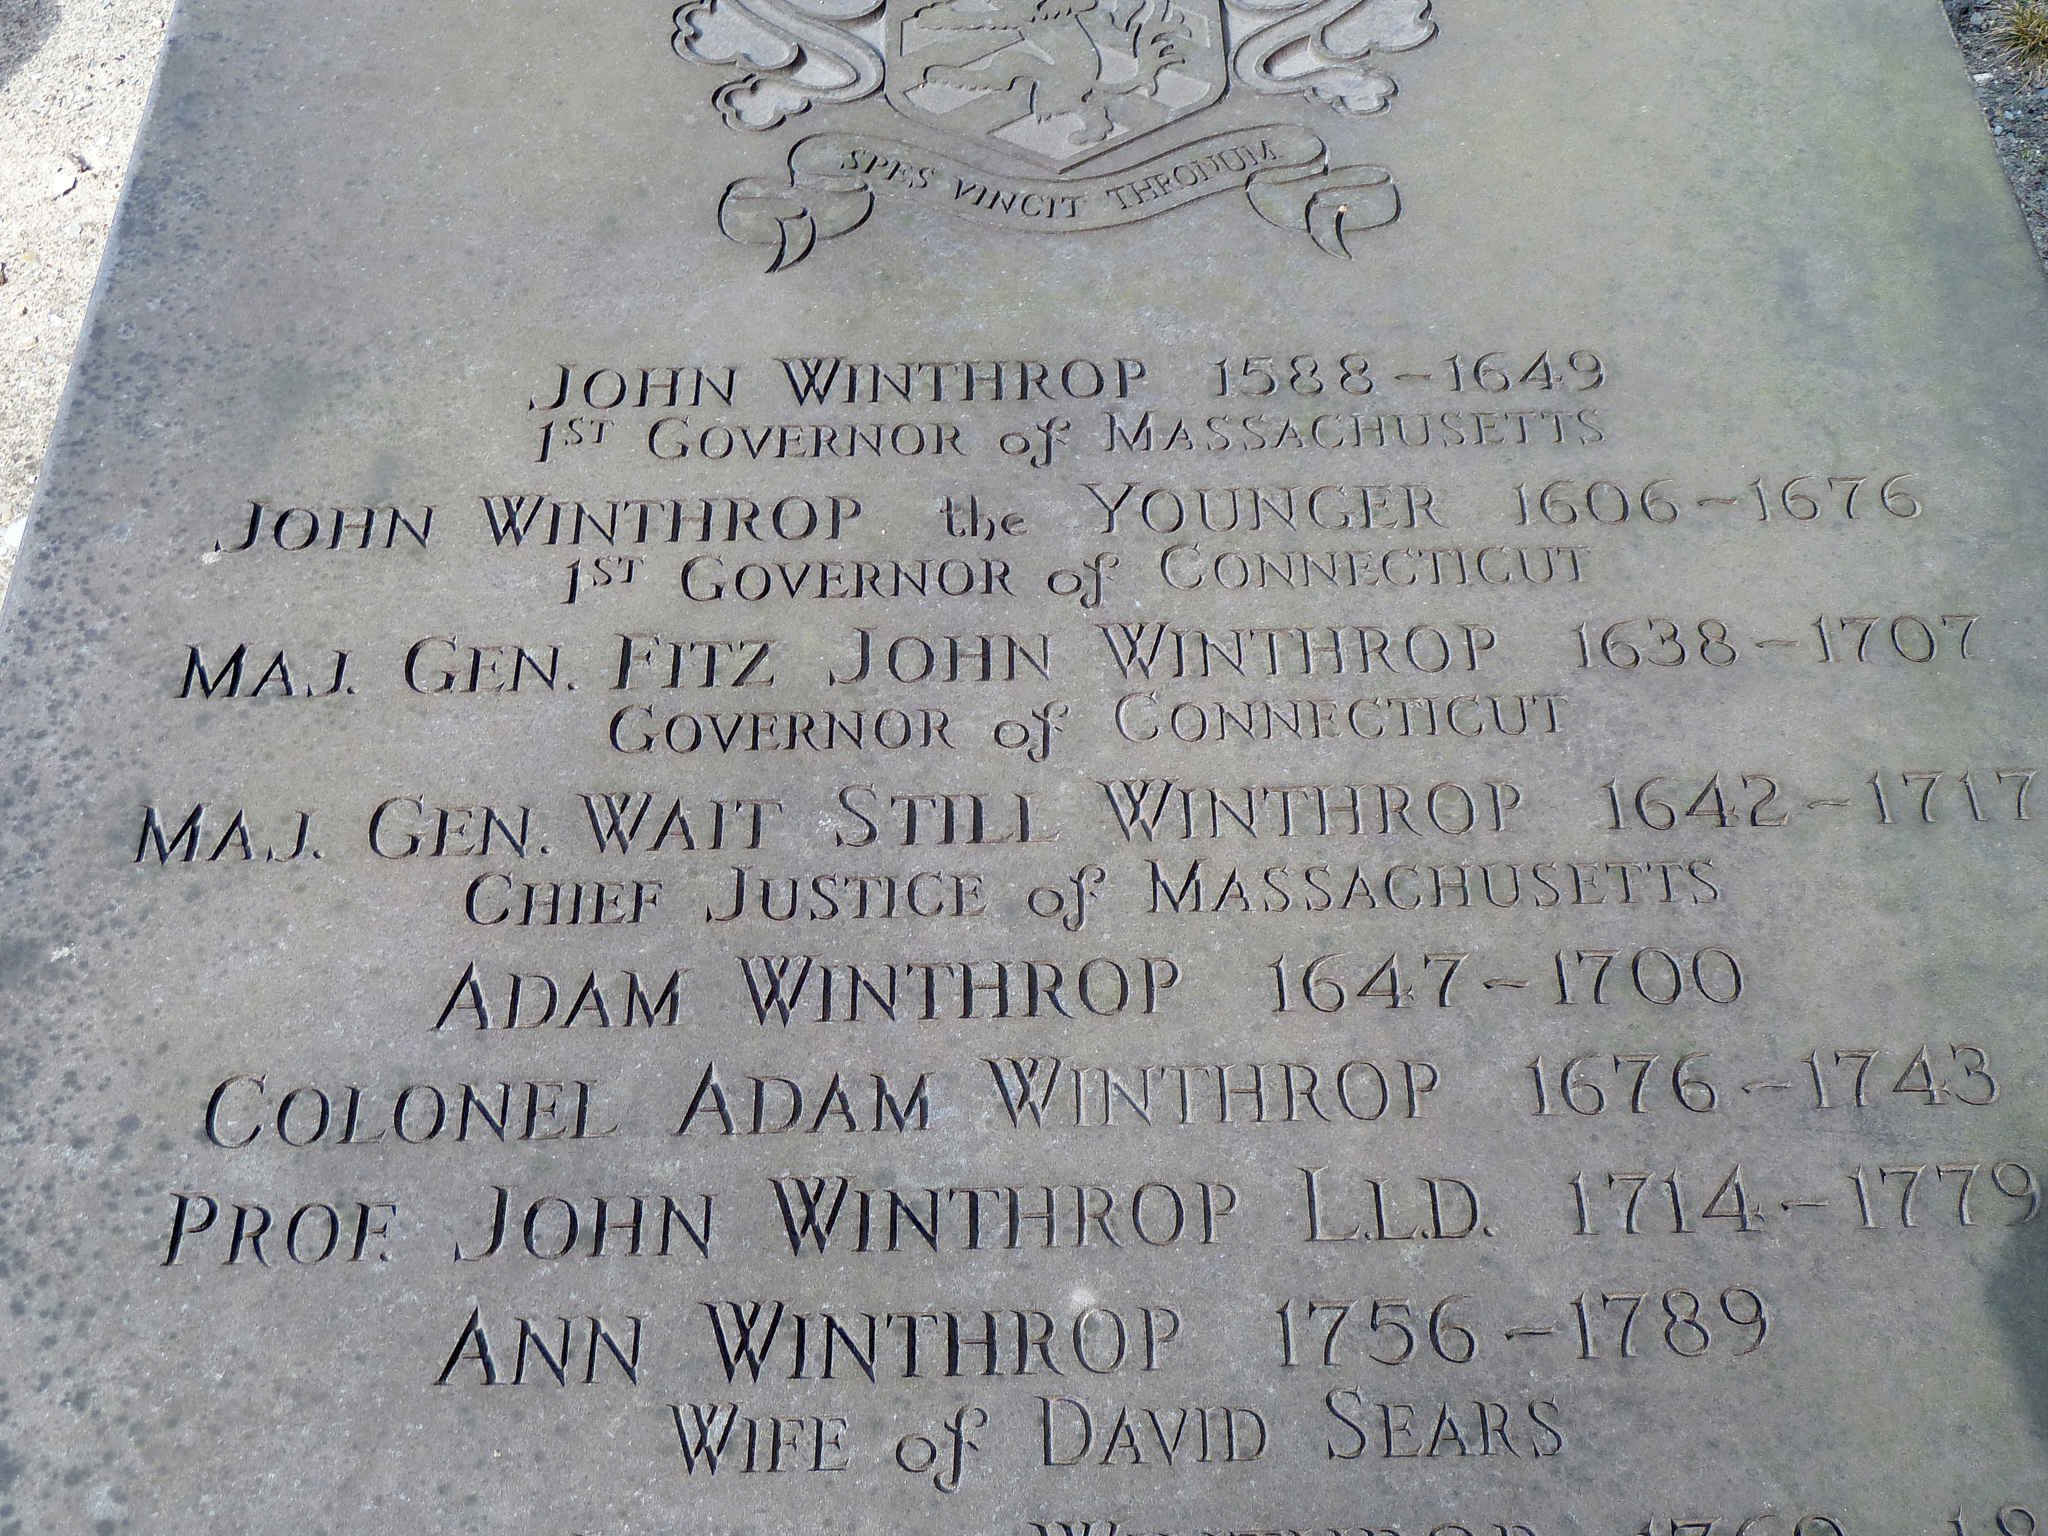 SPES VINCIT THRONUM
JOHN WINTHROP 1588-1649
1ST GOVERNOR of MASSACHUSETTS
JOHN WINTHROP the YOUNGER 1606-1676
1ST GOVERNOR of CONNECTICUT
MAJ. GEN. FITZ JOHN WINTHROP 1638-1707
GOVERNOR of CONNECTICUT
MAJ. GEN. WAIT STILL WINTHROP 1642-1717
CHIEF JUSTICE of MASSACHUSETTS
ADAM WINTHROP 1647-1700
COLONEL ADAM WINTHROP 1676-1743
PROF. JOHN WINTHROP L.L.D. 1714-1779
ANN WINTHROP 1756-1789
WIFE of DAVID SEARS
WINTHROP